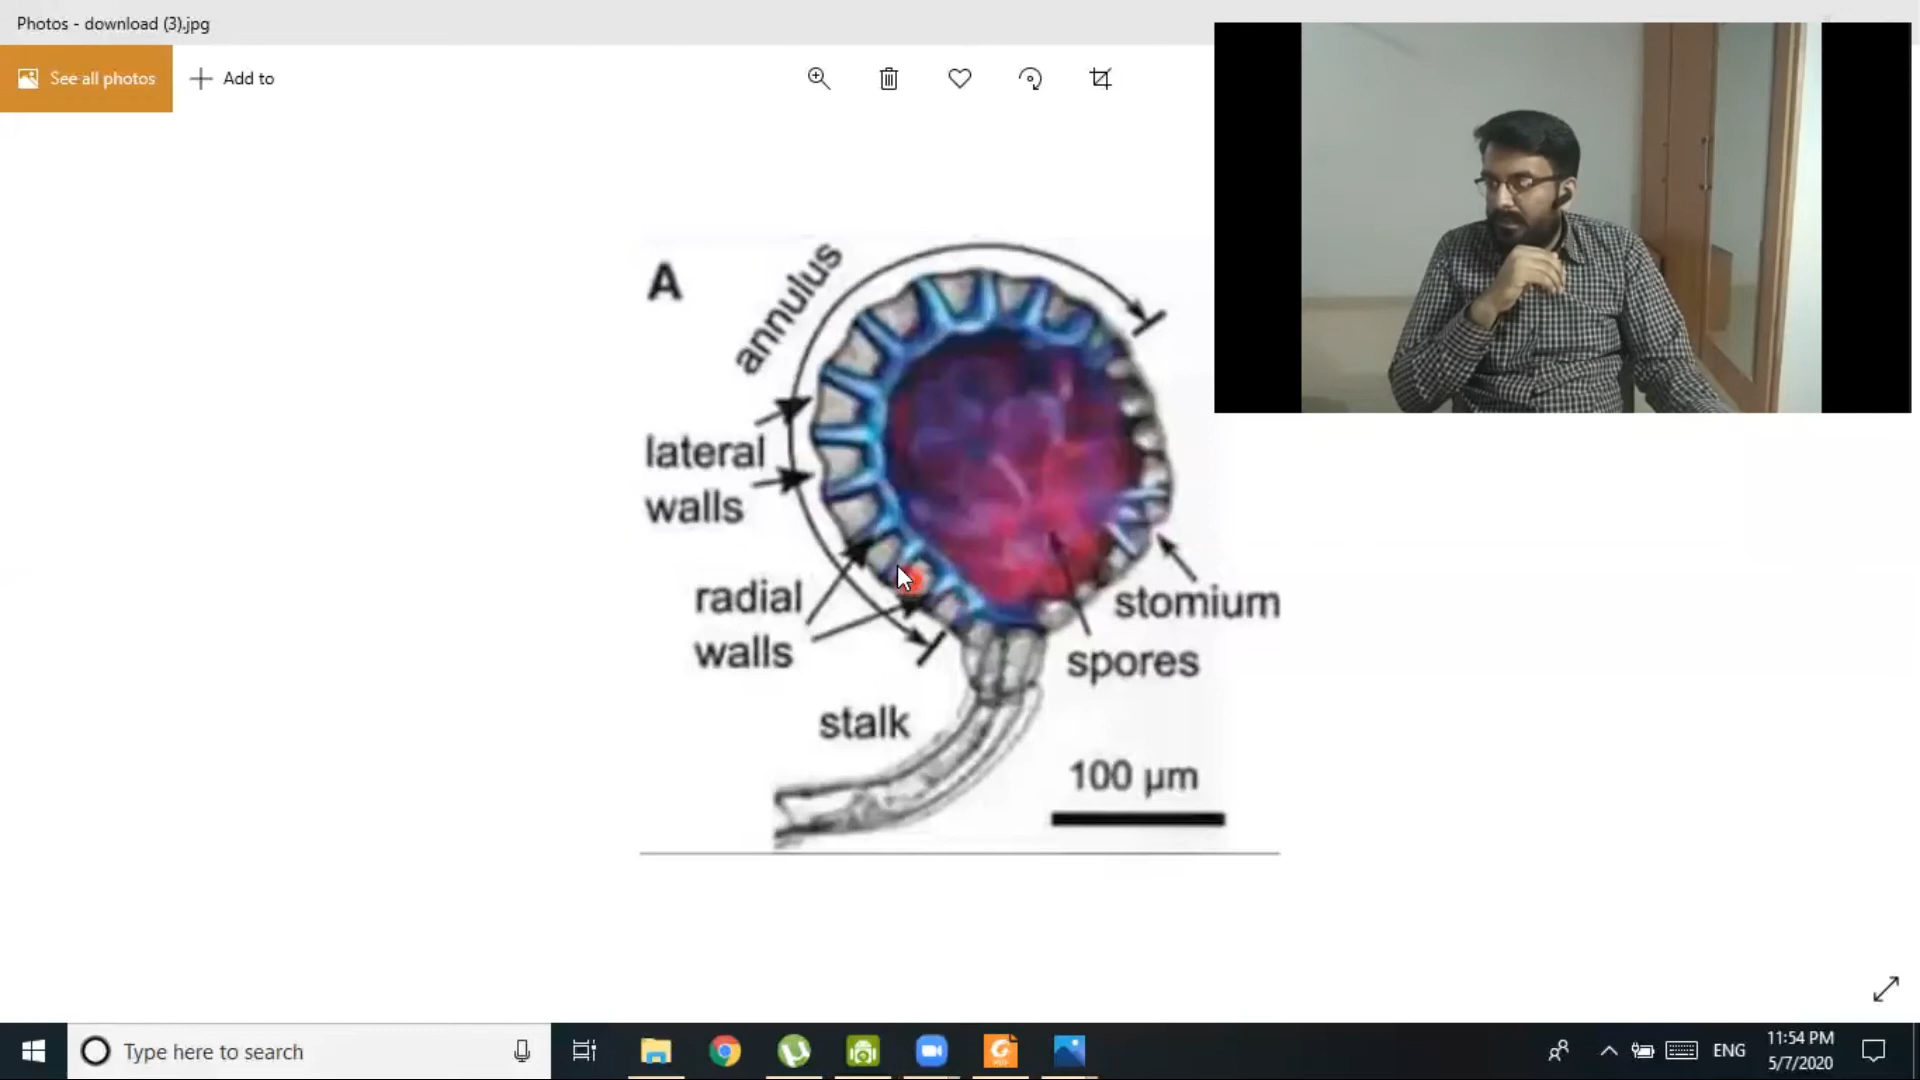 Photos - download (3).jpg
See all photos
Add to
A
annulus
lateral
walls
radial
walls
stomium
spores
stalk
100 µm
Type here to search
ENG
11:54 PM
5/7/2020